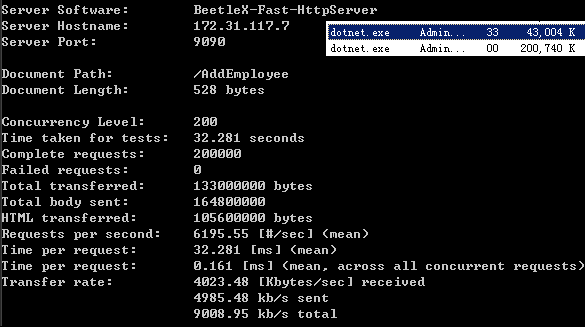 Server Software: BeetleX-Fast-HttpServer
Server Hostname: 172.31.117.7
Server Port: 9090
dotnet.exe Admin... 33 43,004 K
dotnet.exe Admin... 00 200,740 K
Document Path: /AddEmployee
Document Length: 528 bytes
Concurrency Level: 200
Time taken for tests: 32.281 seconds
Complete requests: 200000
Failed requests: 0
Total transferred: 133000000 bytes
Total body sent: 164800000
HTML transferred: 105600000 bytes
Requests per second: 6195.55 [#/sec] (mean)
Time per request: 32.281 [ms] (mean)
Time per request: 0.161 [ms] (mean, across all concurrent requests)
Transfer rate: 4023.48 [Kbytes/sec] received
4985.48 kb/s sent
9008.95 kb/s total